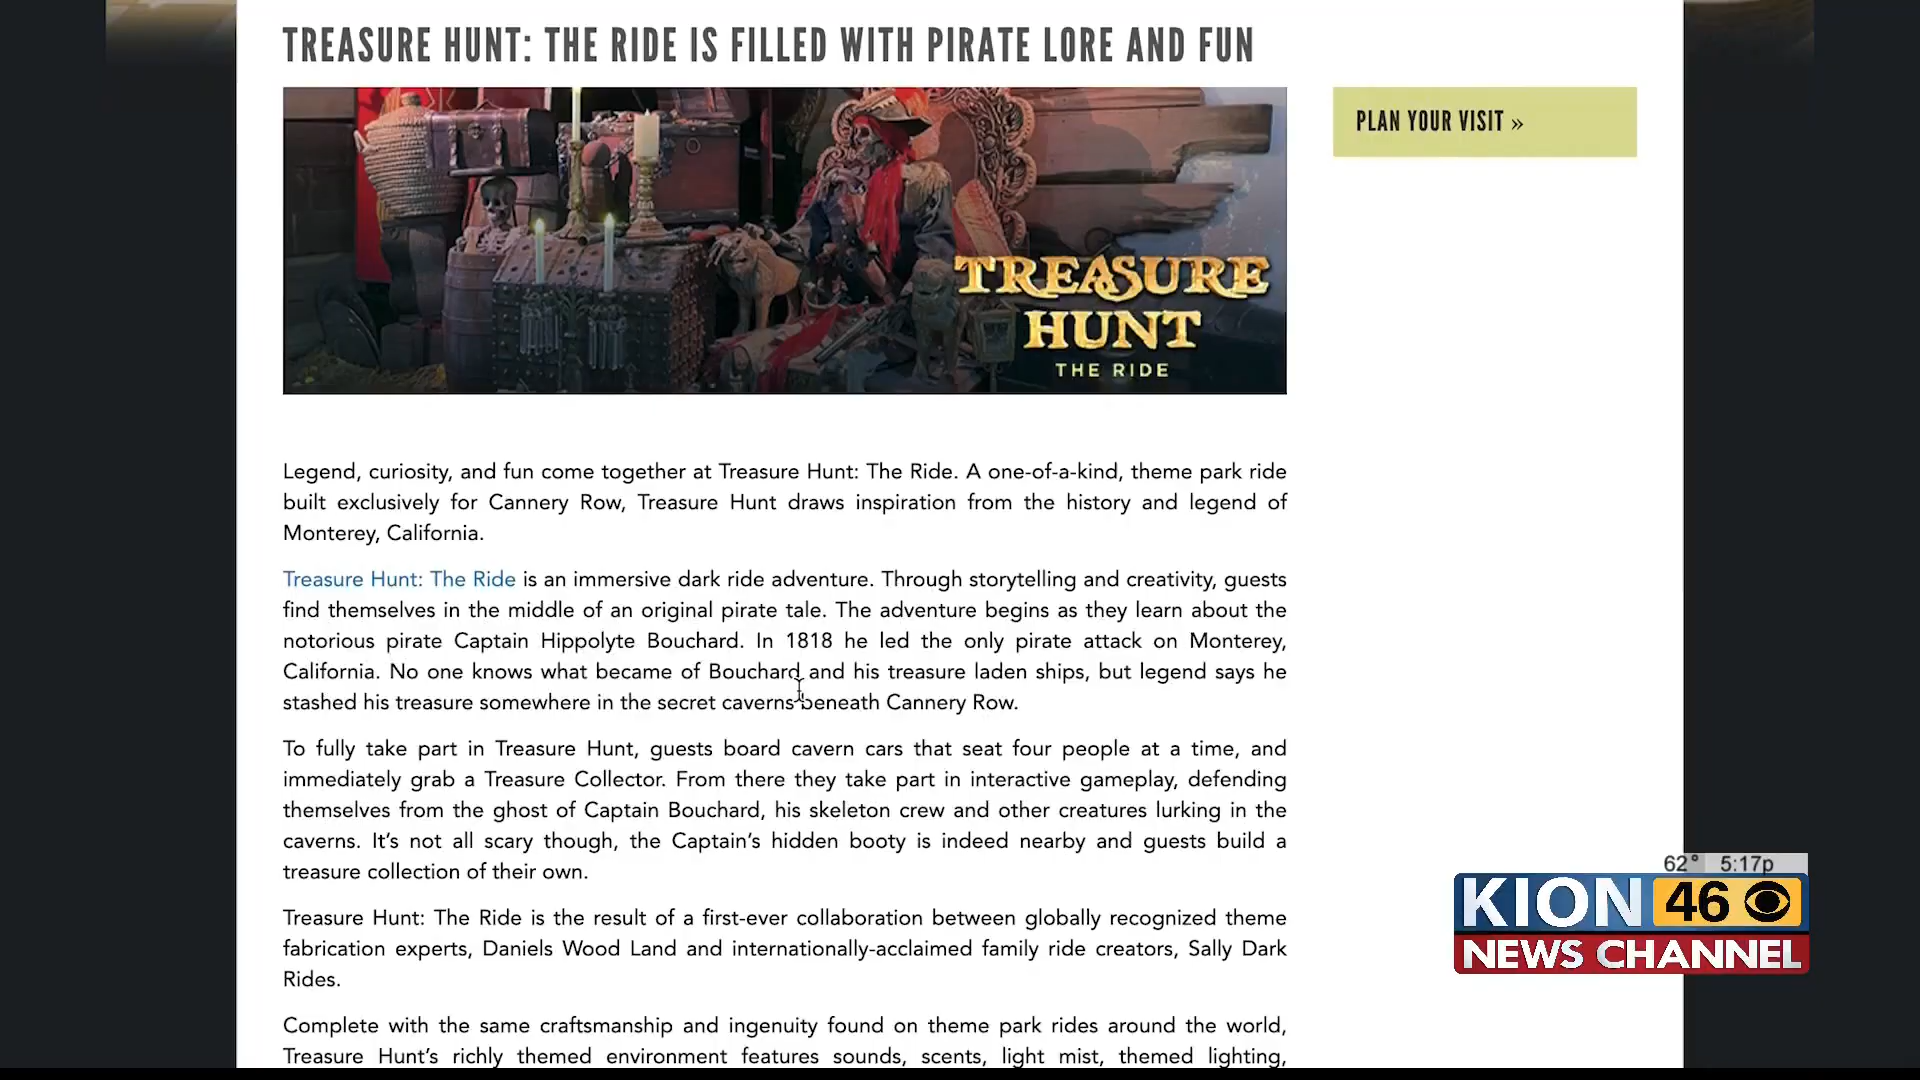 TREASURE HUNT: THE RIDE IS FILLED WITH PIRATE LORE AND FUN
PLAN YOUR VISIT »
TREASURE
HUNT
THE RIDE
Legend, curiosity, and fun come together at Treasure Hunt: The Ride. A one-of-a-kind, theme park ride
built exclusively for Cannery Row, Treasure Hunt draws inspiration from the history and legend of
Monterey, California.
Treasure Hunt: The Ride is an immersive dark ride adventure. Through storytelling and creativity, guests
find themselves in the middle of an original pirate tale. The adventure begins as they learn about the
notorious pirate Captain Hippolyte Bouchard. In 1818 he led the only pirate attack on Monterey,
California. No one knows what became of Bouchard and his treasure laden ships, but legend says he
stashed his treasure somewhere in the secret caverns beneath Cannery Row.
To fully take part in Treasure Hunt, guests board cavern cars that seat four people at a time, and
immediately grab a Treasure Collector. From there they take part in interactive gameplay, defending
themselves from the ghost of Captain Bouchard, his skeleton crew and other creatures lurking in the
caverns. It’s not all scary though, the Captain’s hidden booty is indeed nearby and guests build a
treasure collection of their own.
Treasure Hunt: The Ride is the result of a first-ever collaboration between globally recognized theme
fabrication experts, Daniels Wood Land and internationally-acclaimed family ride creators, Sally Dark
Rides.
Complete with the same craftsmanship and ingenuity found on theme park rides around the world,
Treasure Hunt’s richly themed environment features sounds, scents, light mist, themed lighting,
62° 5:17p
KION 46
NEWS CHANNEL